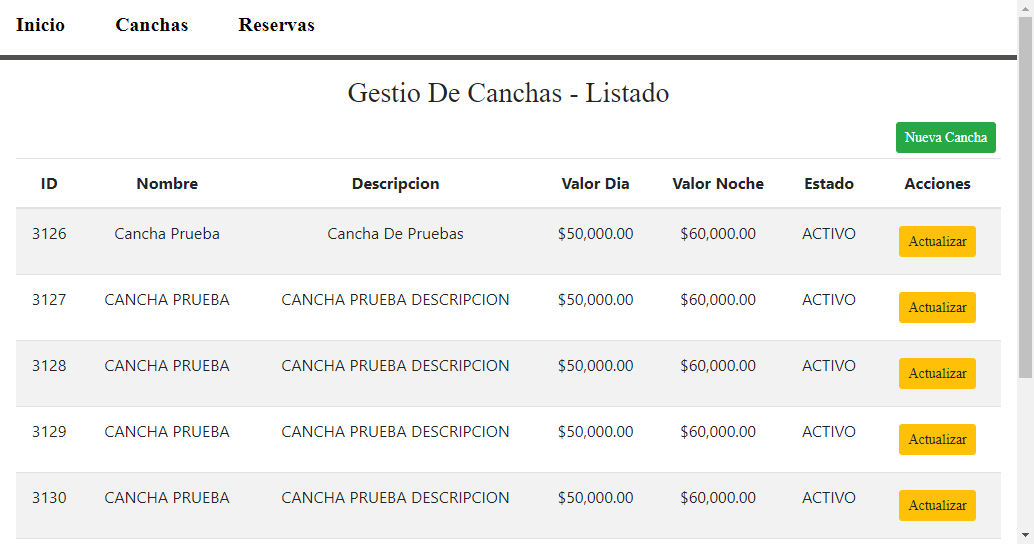 Inicio Canchas Reservas
Gestio De Canchas - Listado
Nueva Cancha
ID Nombre Descripcion Valor Dia Valor Noche Estado Acciones
3126 Cancha Prueba Cancha De Pruebas $50,000.00 $60,000.00 ACTIVO Actualizar
3127 CANCHA PRUEBA CANCHA PRUEBA DESCRIPCION $50,000.00 $60,000.00 ACTIVO Actualizar
3128 CANCHA PRUEBA CANCHA PRUEBA DESCRIPCION $50,000.00 $60,000.00 ACTIVO Actualizar
3129 CANCHA PRUEBA CANCHA PRUEBA DESCRIPCION $50,000.00 $60,000.00 ACTIVO Actualizar
3130 CANCHA PRUEBA CANCHA PRUEBA DESCRIPCION $50,000.00 $60,000.00 ACTIVO Actualizar